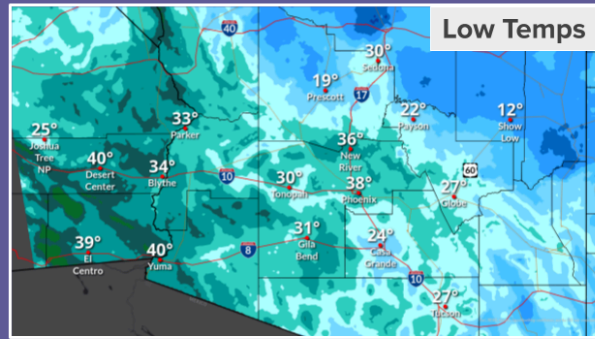 Low Temps
40
30°
Sedona
19°
Prescott
17
22°
Payson
12°
Show
Low
33°
Parker
25°
Joshua
Tree
NP
40°
Desert
Center
34°
Blythe
36°
New
River
60
10
30°
Tonopah
38°
Phoenix
27°
Globe
39°
El
Centro
40°
Yuma
8
31°
Gila
Bend
24°
Casa
Grande
10
27°
Tucson